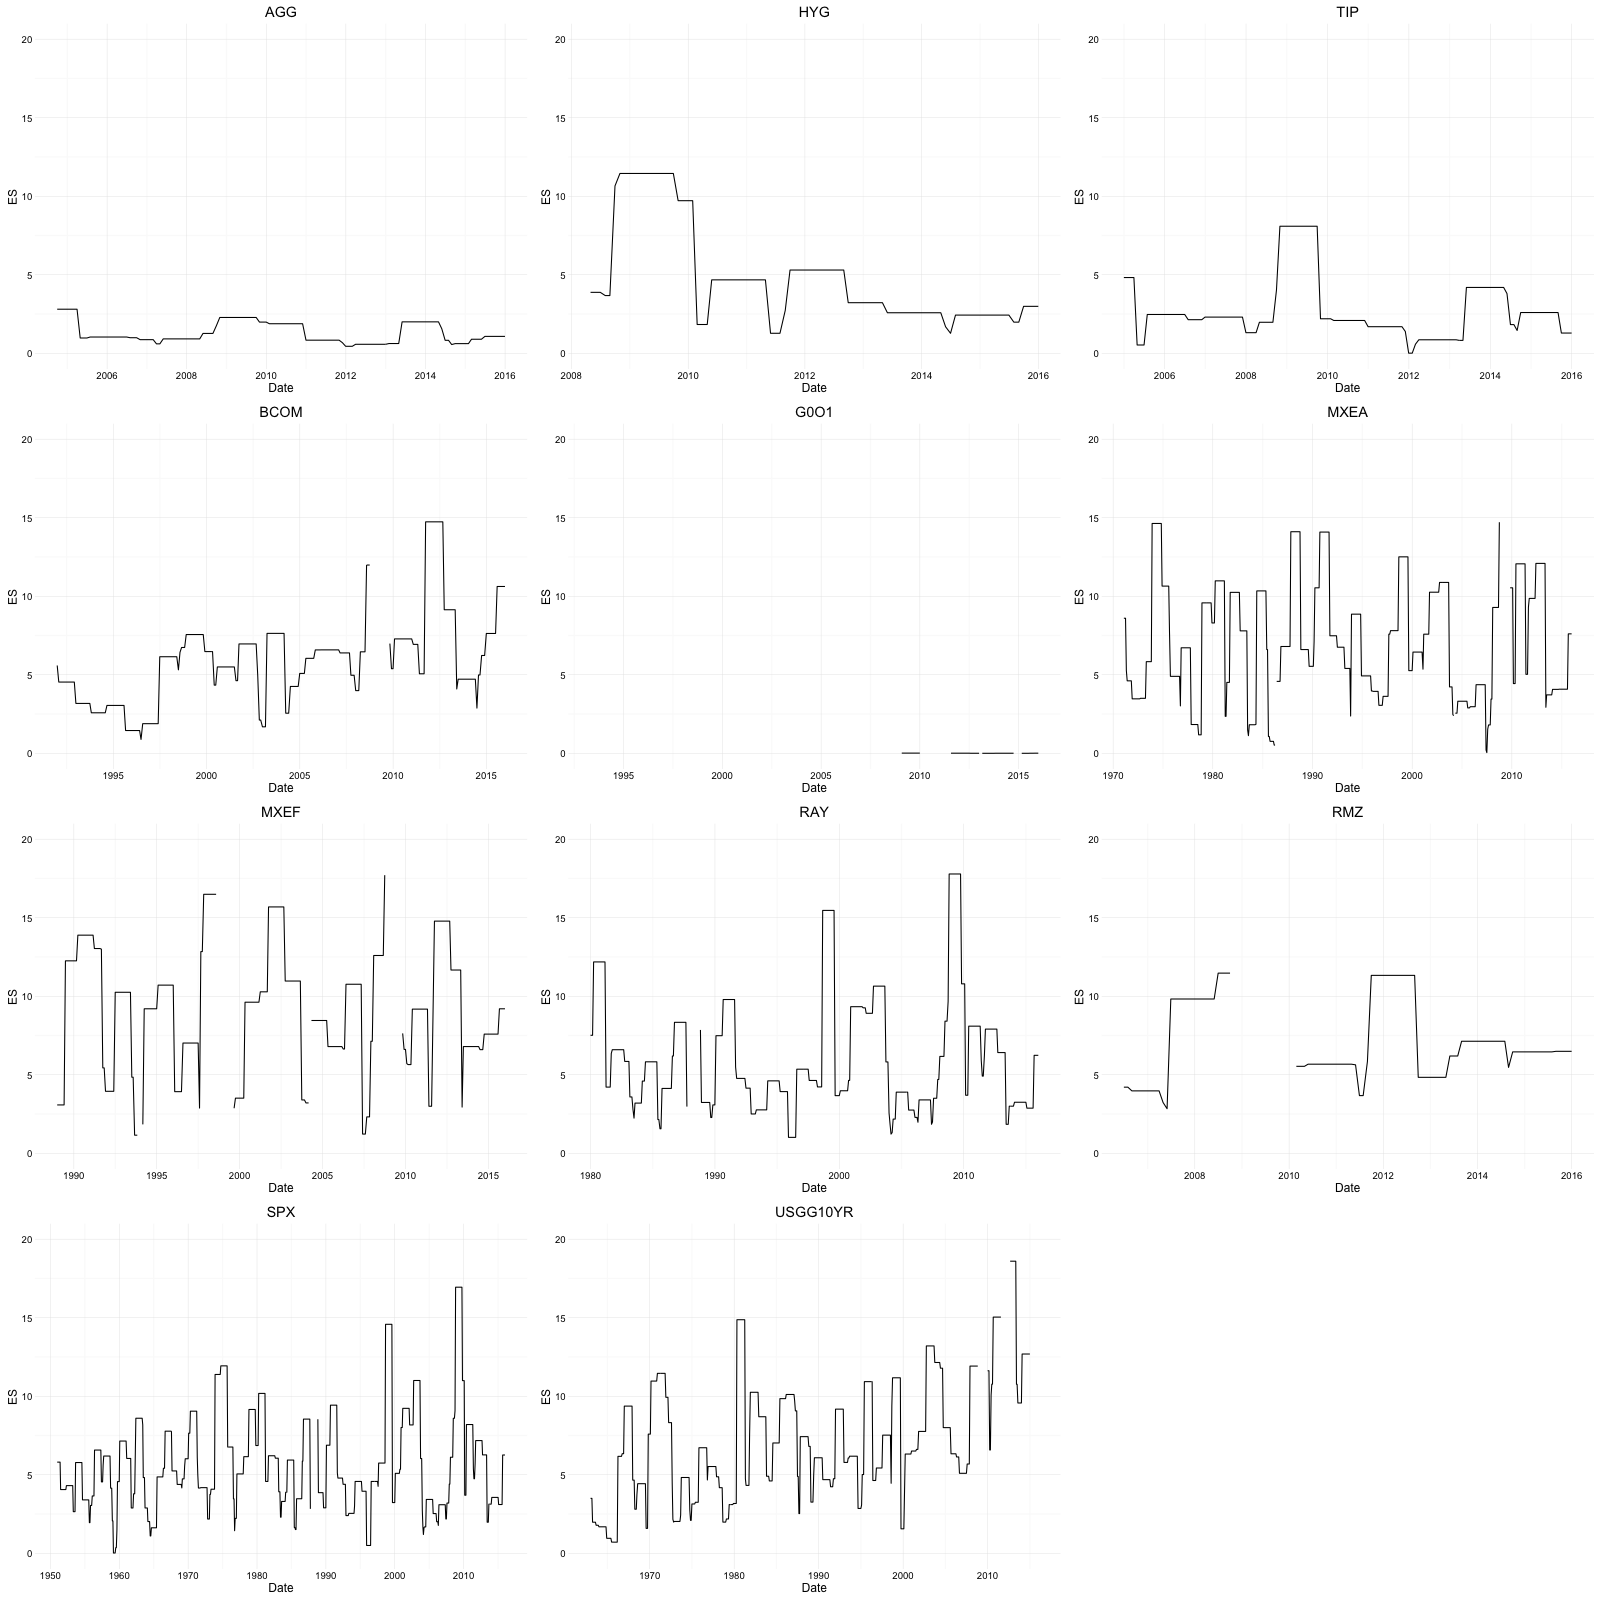 AGG
HYG
TIP
20
15
10
5
0
ES
2006 2008 2010 2012 2014 2016
Date
20
15
10
5
0
ES
2008 2010 2012 2014 2016
Date
20
15
10
5
0
ES
2006 2008 2010 2012 2014 2016
Date
BCOM
G0O1
MXEA
20
15
10
5
0
ES
1995 2000 2005 2010 2015
Date
20
15
10
5
0
ES
1995 2000 2005 2010 2015
Date
20
15
10
5
0
ES
1970 1980 1990 2000 2010
Date
MXEF
RAY
RMZ
20
15
10
5
0
ES
1990 1995 2000 2005 2010 2015
Date
20
15
10
5
0
ES
1980 1990 2000 2010
Date
20
15
10
5
0
ES
2008 2010 2012 2014 2016
Date
SPX
USGG10YR
20
15
10
5
0
ES
1950 1960 1970 1980 1990 2000 2010
Date
20
15
10
5
0
ES
1970 1980 1990 2000 2010
Date